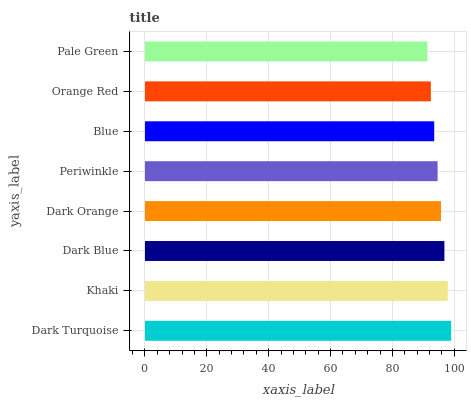 title
Pale Green
Orange Red
Blue
Periwinkle
Dark Orange
Dark Blue
Khaki
Dark Turquoise
yaxis_label
0 20 40 60 80 100
xaxis_label